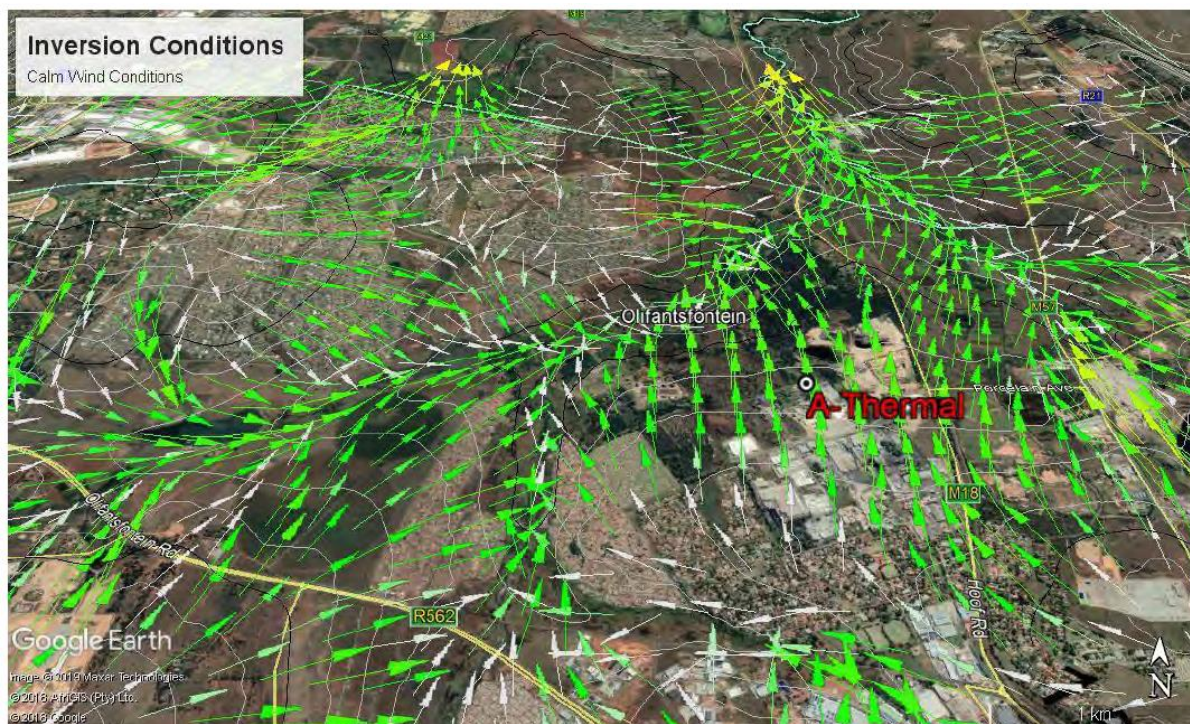 Inversion Conditions
Calm Wind Conditions
R21
Olifantsfontein
M57
Porcelain Ave
A-Thermal
M18
Olifantsfontein Rd
R562
Hoof Rd
Google Earth
Image © 2019 Maxar Technologies
© 2018 AfriGIS (Pty) Ltd.
© 2018 Google
N
1 km